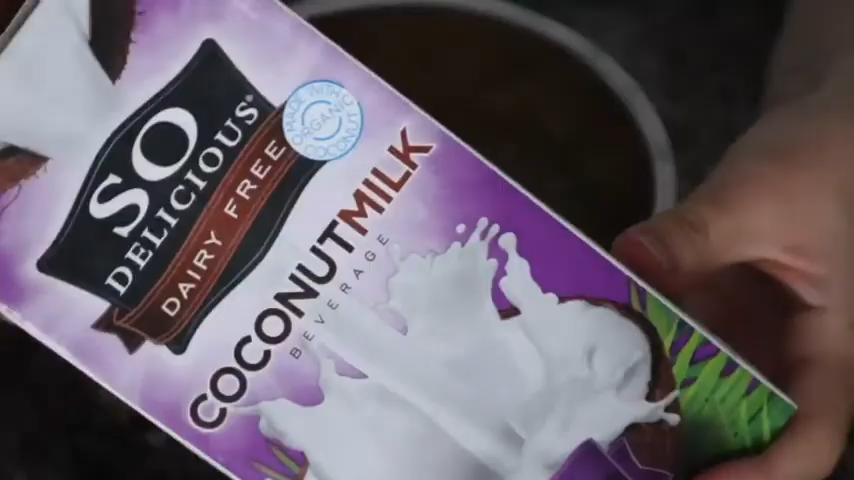 SO
DELICIOUS®
DAIRY FREE
MADE WITH
ORGANIC
COCONUT
COCONUTMILK
BEVERAGE